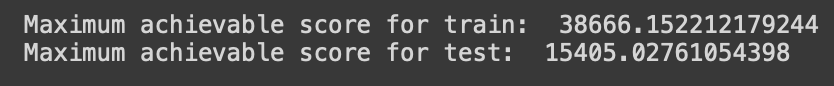 Maximum achievable score for train:  38666.152212179244
Maximum achievable score for test:  15405.02761054398